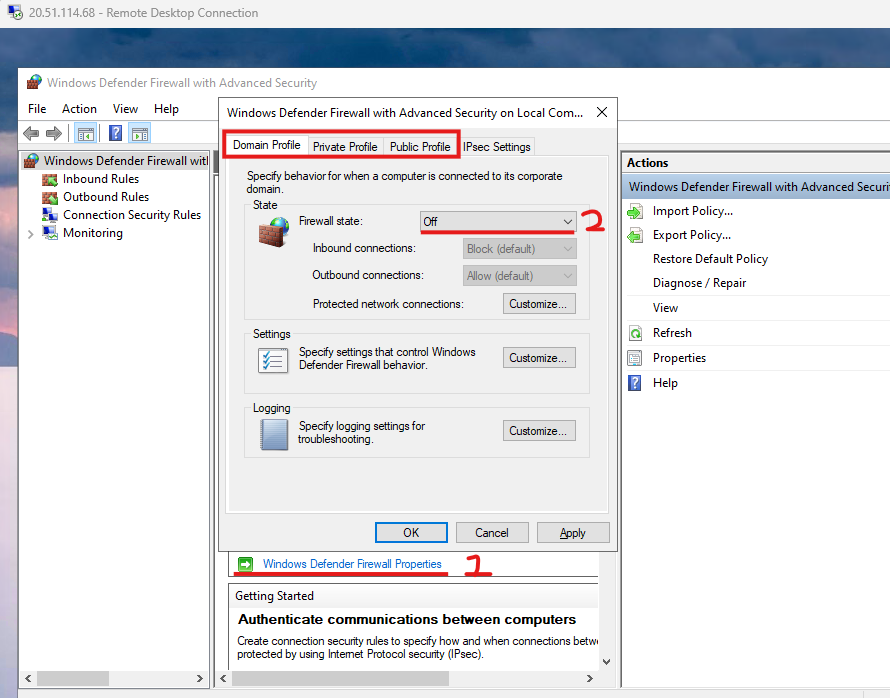 20.51.114.68 - Remote Desktop Connection
Windows Defender Firewall with Advanced Security
File Action View Help
Windows Defender Firewall wit
Inbound Rules
Outbound Rules
Connection Security Rules
Monitoring
Windows Defender Firewall with Advanced Security on Local Com...
Domain Profile Private Profile Public Profile IPsec Settings
Specify behavior for when a computer is connected to its corporate
domain.
State
Firewall state: Off 2
Inbound connections: Block (default)
Outbound connections: Allow (default)
Protected network connections: Customize...
Settings
Specify settings that control Windows
Defender Firewall behavior.
Customize...
Logging
Specify logging settings for
troubleshooting.
Customize...
OK Cancel Apply
Windows Defender Firewall Properties 1
Getting Started
Authenticate communications between computers
Create connection security rules to specify how and when connections betw
protected by using Internet Protocol security (IPsec).
Actions
Windows Defender Firewall with Advanced Securi
Import Policy...
Export Policy...
Restore Default Policy
Diagnose / Repair
View
Refresh
Properties
Help